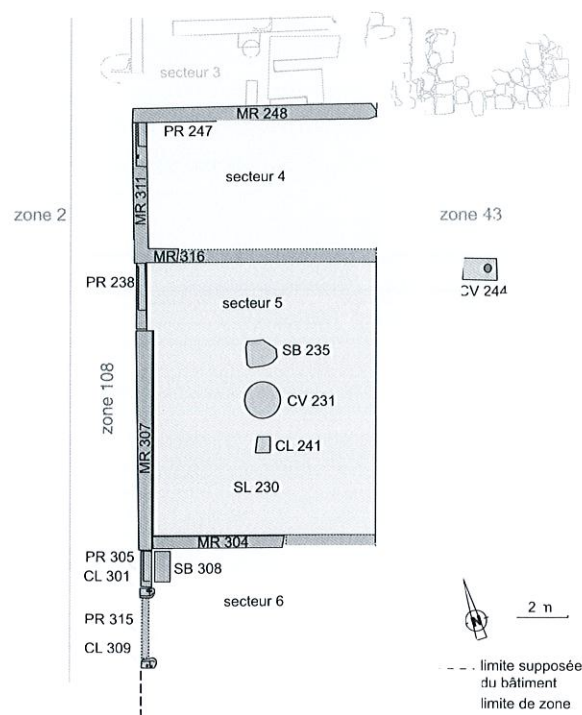 secteur 3
MR 248
PR 247
secteur 4
MR 311
zone 2
zone 43
MR 316
CV 244
PR 238
secteur 5
SB 235
zone 108
CV 231
MR 307
CL 241
SL 230
MR 304
PR 305
CL 301
SB 308
secteur 6
PR 315
CL 309
N
2 m
limite supposée
du bâtiment
limite de zone